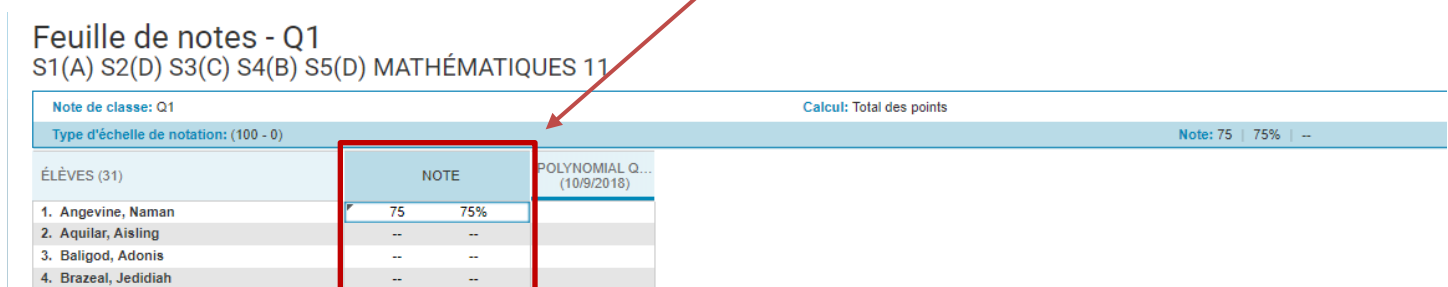 Feuille de notes - Q1
S1(A) S2(D) S3(C) S4(B) S5(D) MATHÉMATIQUES 11
Note de classe: Q1 Calcul: Total des points
Type d'échelle de notation: (100 - 0) Note: 75 | 75% | --
ÉLÈVES (31) NOTE POLYNOMIAL Q...
(10/9/2018)
1. Angevine, Naman 75 75%
2. Aquilar, Aisling -- --
3. Baligod, Adonis -- --
4. Brazeal, Jedidiah -- --